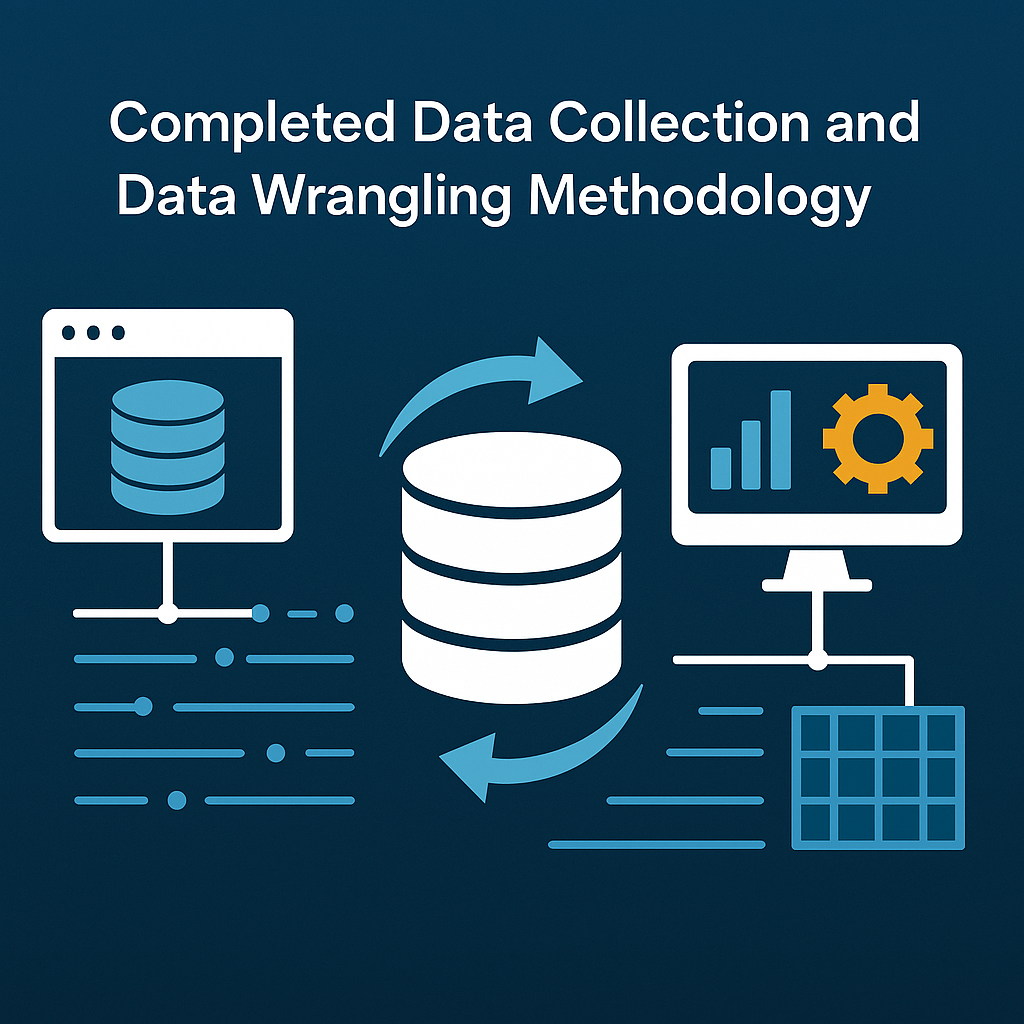 Completed Data Collection and
Data Wrangling Methodology